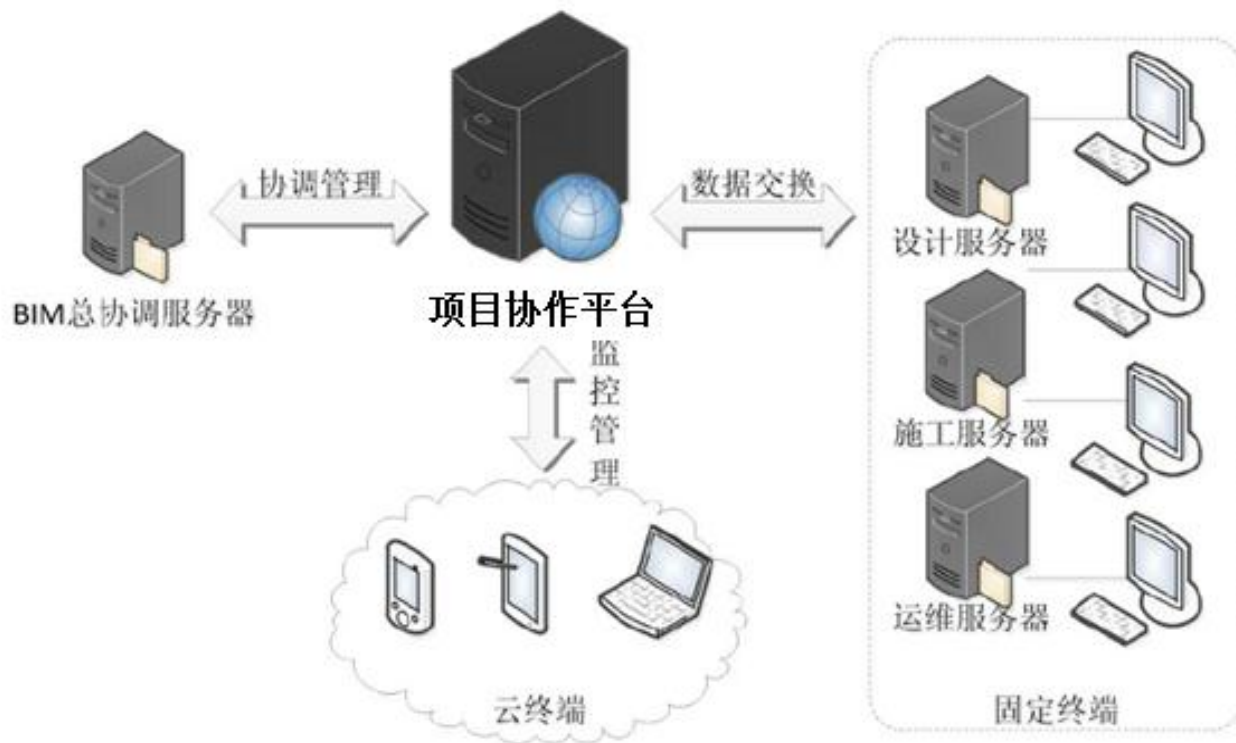 协调管理
数据交换
设计服务器
BIM总协调服务器
项目协作平台
监控管理
施工服务器
运维服务器
云终端
固定终端